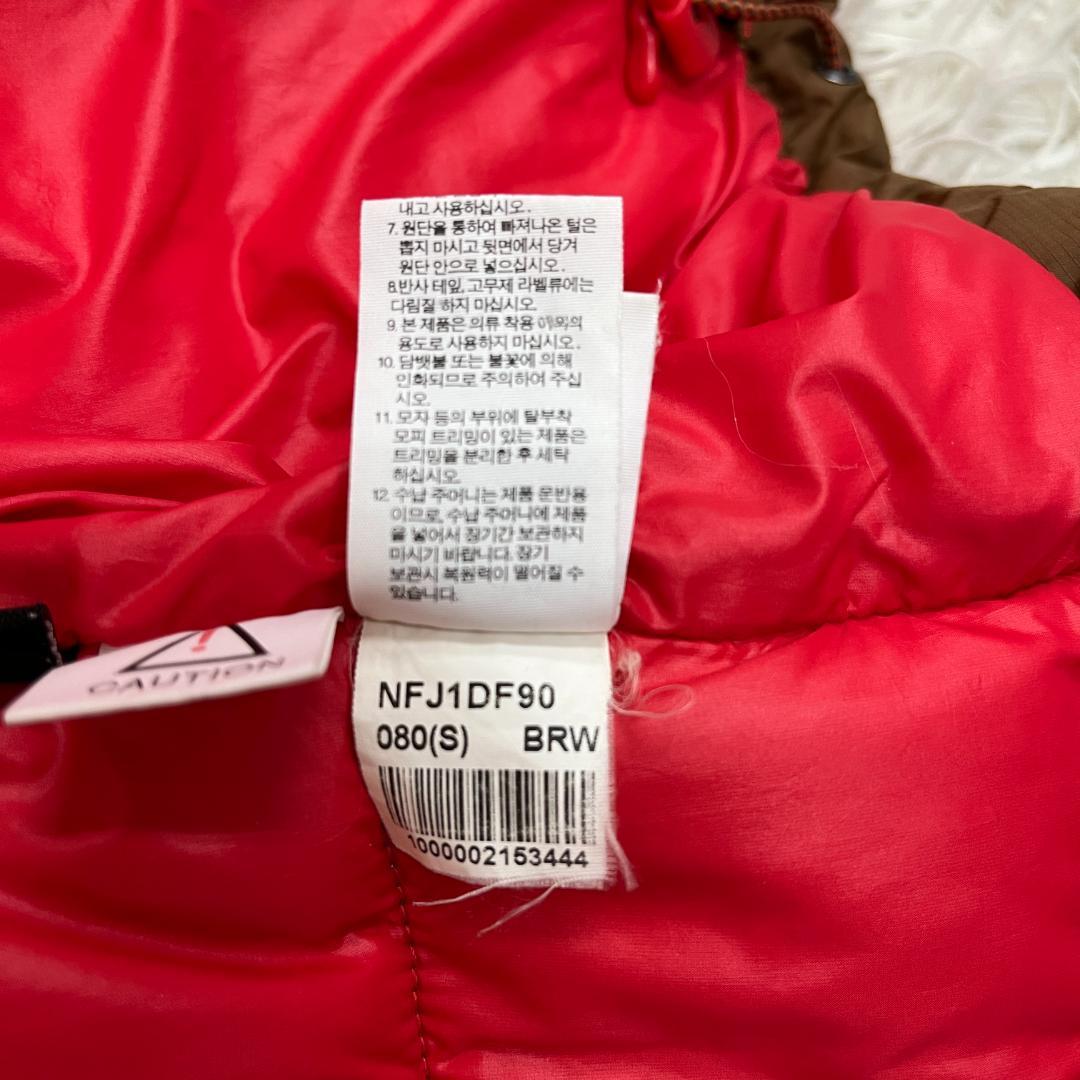 내고 사용하십시오.
7. 원단을 통하여 빠져나온 털은
뽑지 마시고 뒷면에서 당겨
원단 안으로 넣으십시오.
8.반사 테잎, 고무제 라벨류에는
다림질 하지 마십시오.
9. 본 제품은 의류 착용 이외의
용도로 사용하지 마십시오.
10. 담뱃불 또는 불꽃에 의해
인화되므로 주의하여 주십
시오.
11. 모자 등의 부위에 탈부착
모피 트리밍이 있는 제품은
트리밍을 분리한 후 세탁
하십시오.
12. 수납 주머니는 제품 운반용
이므로, 수납 주머니에 제품
을 넣어서 장기간 보관하지
마시기 바랍니다. 장기
보관시 복원력이 떨어질 수
있습니다.
CAUTION
NFJ1DF90
080(S) BRW
1000002153444